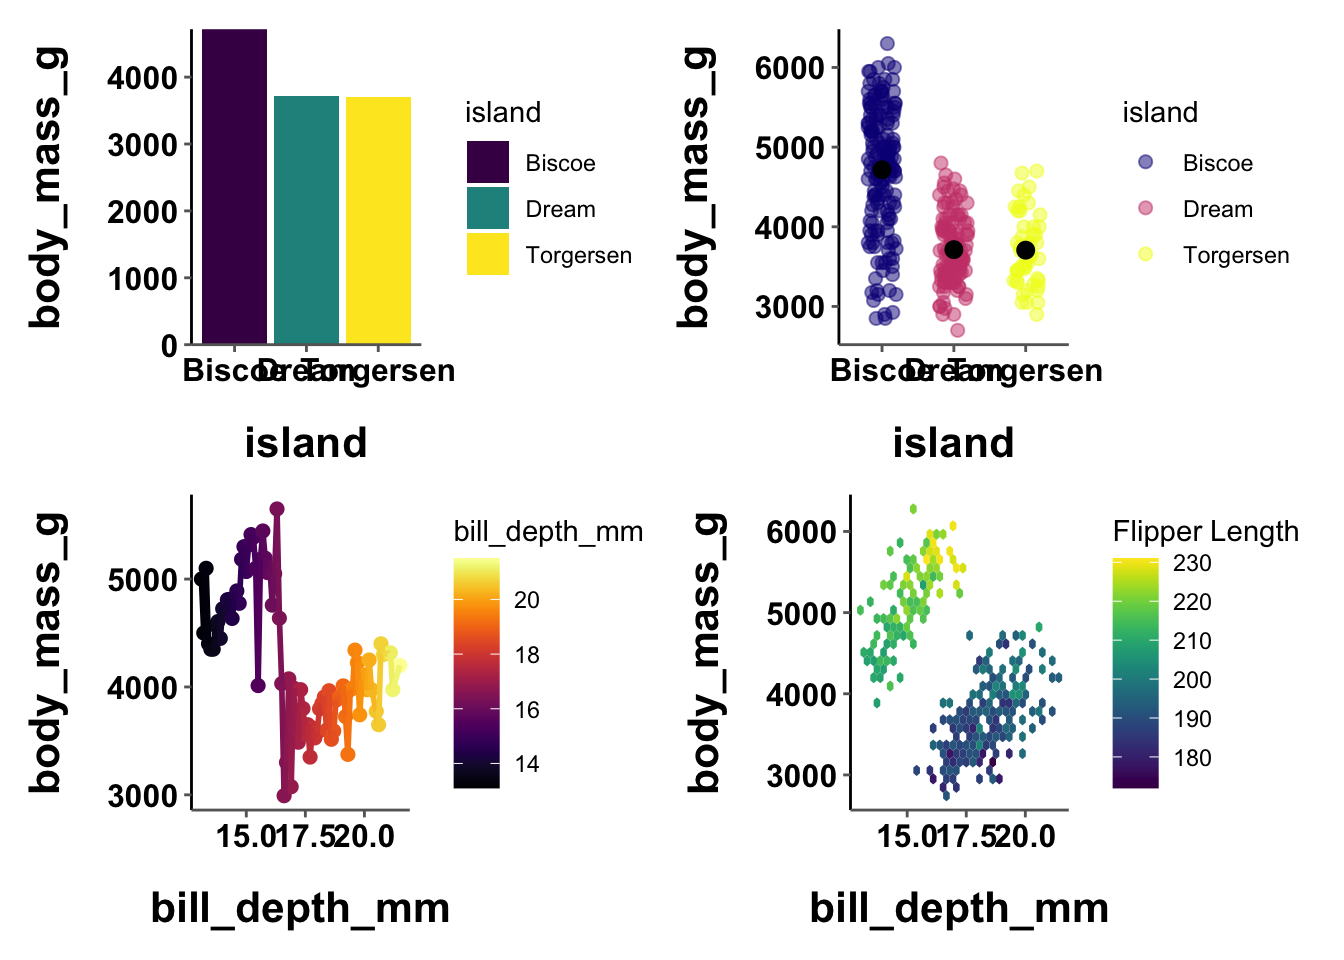 body_mass_g
4000
3000
2000
1000
0
Biscoe Dream Torgersen
island
island
Biscoe
Dream
Torgersen
body_mass_g
6000
5000
4000
3000
Biscoe Dream Torgersen
island
island
Biscoe
Dream
Torgersen
body_mass_g
5000
4000
3000
15.0 17.5 20.0
bill_depth_mm
bill_depth_mm
20
18
16
14
body_mass_g
6000
5000
4000
3000
15.0 17.5 20.0
bill_depth_mm
Flipper Length
230
220
210
200
190
180